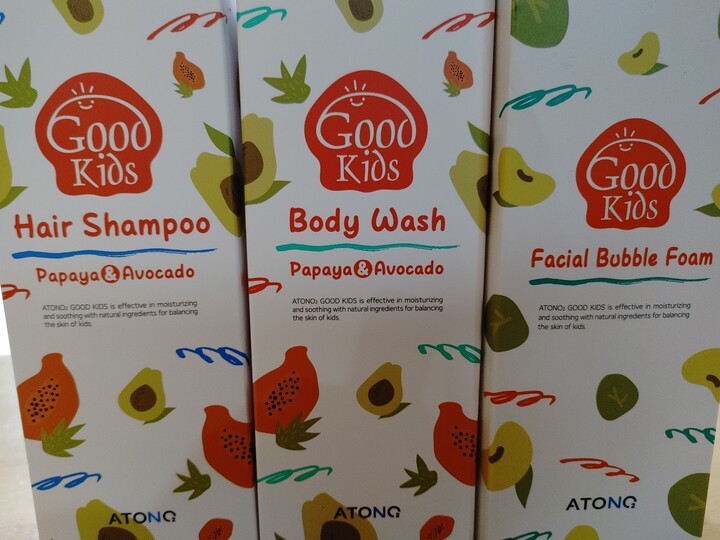 GOOD
Kids
Hair Shampoo
Papaya & Avocado
ATONO₂ GOOD KIDS is effective in moisturizing
and soothing with natural ingredients for balancing
the skin of kids.
ATONO₂
GOOD
Kids
Body Wash
Papaya & Avocado
ATONO₂ GOOD KIDS is effective in moisturizing
and soothing with natural ingredients for balancing
the skin of kids.
ATONO₂
GOOD
Kids
Facial Bubble Foam
ATONO₂ GOOD KIDS is effective in moisturizing
and soothing with natural ingredients for balancing
the skin of kids.
ATONO₂